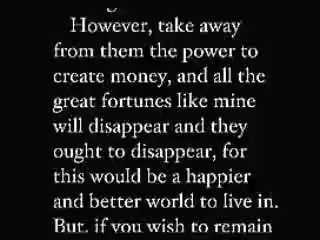 However, take away
from them the power to
create money, and all the
great fortunes like mine
will disappear and they
ought to disappear, for
this would be a happier
and better world to live in.
But, if you wish to remain